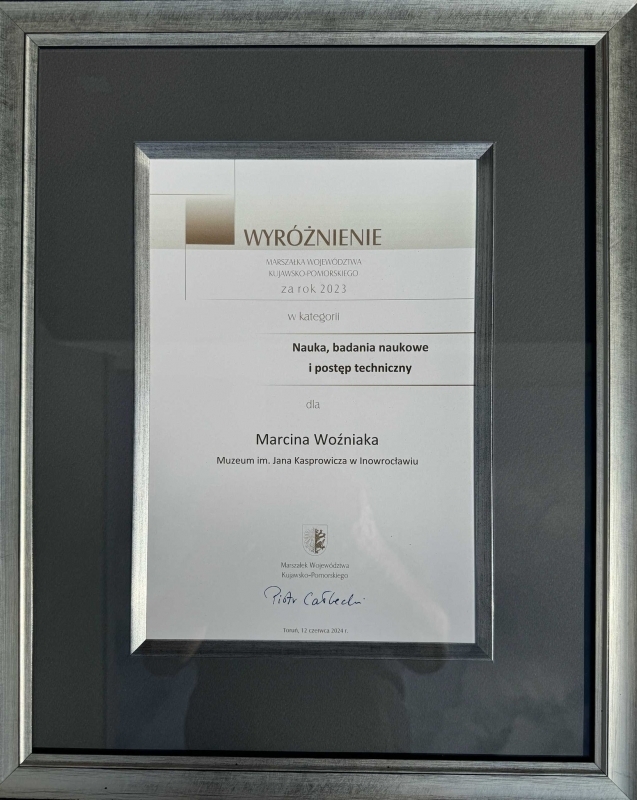 WYRÓŻNIENIE
MARSZAŁKA WOJEWÓDZTWA
KUJAWSKO-POMORSKIEGO
za rok 2023
w kategorii
Nauka, badania naukowe
i postęp techniczny
dla
Marcina Woźniaka
Muzeum im. Jana Kasprowicza w Inowrocławiu
Marszałek Województwa
Kujawsko-Pomorskiego
Piotr Całbecki
Toruń, 12 czerwca 2024 r.